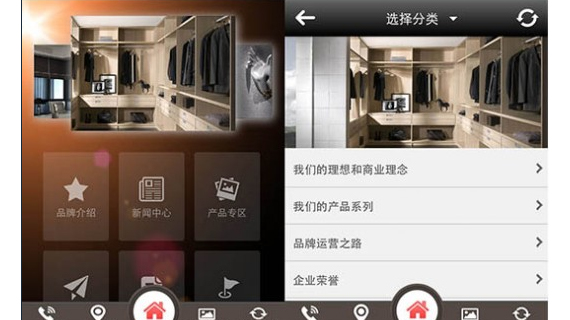 品牌介绍
新闻中心
产品专区
选择分类
我们的理想和商业理念
我们的产品系列
品牌运营之路
企业荣誉